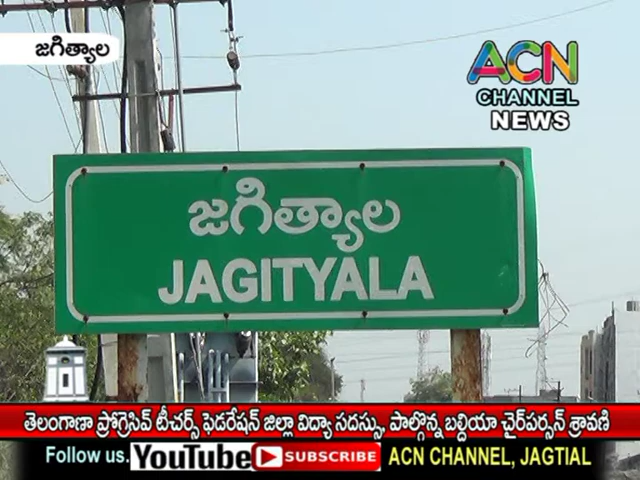 జగిత్యాల
ACN
CHANNEL
NEWS
జగిత్యాల
JAGITYALA
తెలంగాణా ప్రోగ్రెసివ్ టీచర్స్ ఫెడరేషన్ జిల్లా విద్యా సదస్సు, పాల్గొన్న బల్దియా చైర్‌పర్సన్ శ్రావణి
Follow us. YouTube SUBSCRIBE ACN CHANNEL, JAGTIAL